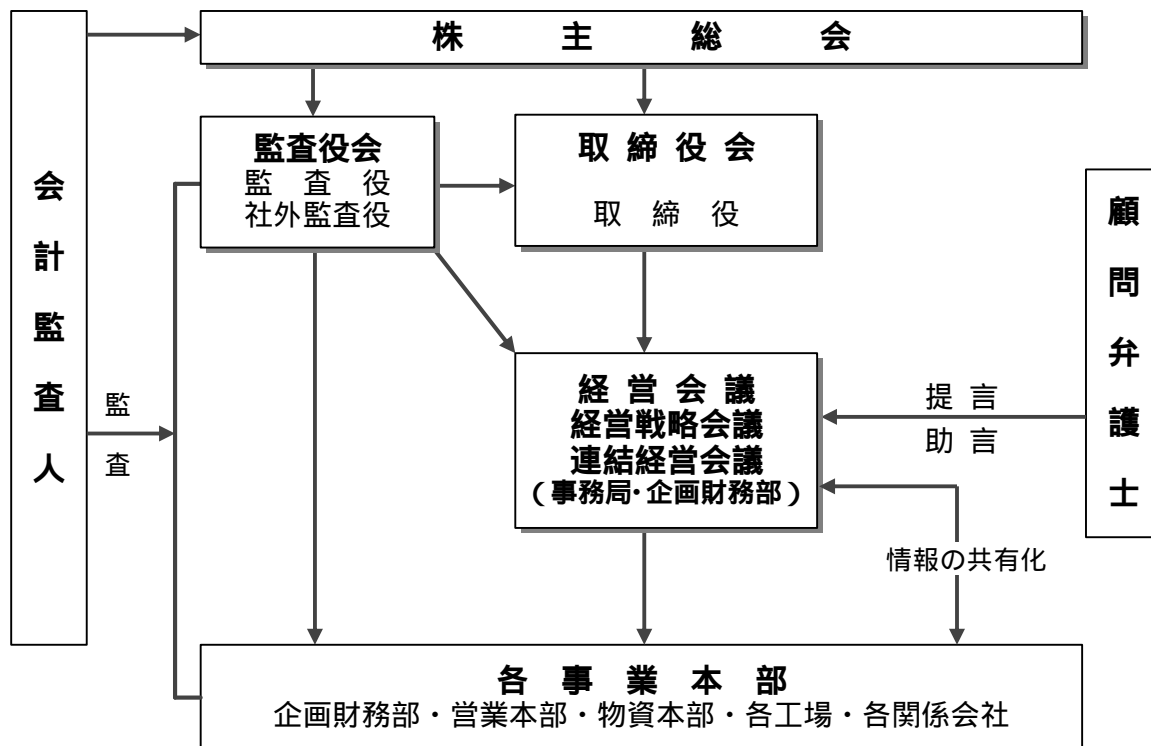 株主総会
監査役会
監査役
社外監査役
取締役会
取締役
会計監査人
監査
顧問弁護士
経営会議
経営戦略会議
連結経営会議
(事務局・企画財務部)
提言
助言
情報の共有化
各事業本部
企画財務部・営業本部・物資本部・各工場・各関係会社